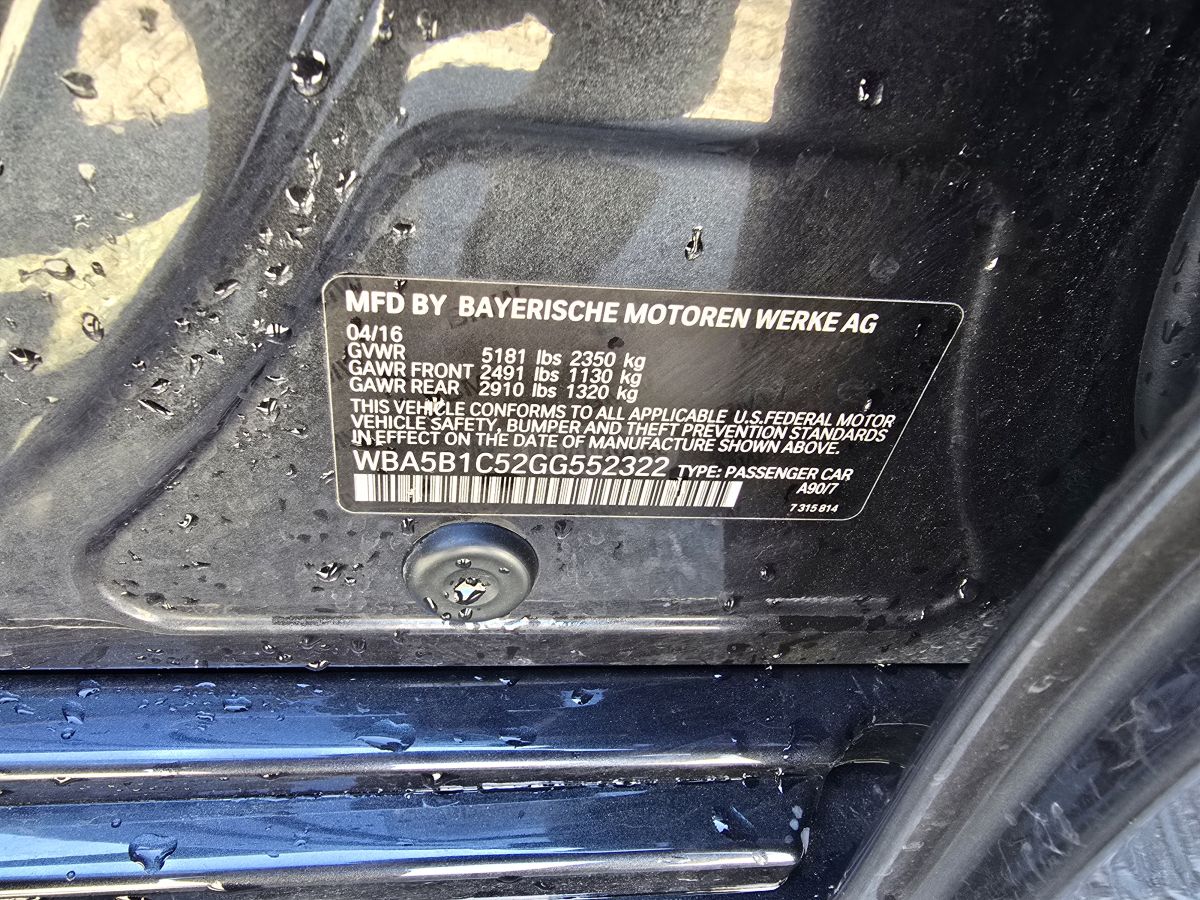 MFD BY BAYERISCHE MOTOREN WERKE AG
04/16
GVWR 5181 lbs 2350 kg
GAWR FRONT 2491 lbs 1130 kg
GAWR REAR 2910 lbs 1320 kg
THIS VEHICLE CONFORMS TO ALL APPLICABLE U.S.FEDERAL MOTOR
VEHICLE SAFETY, BUMPER AND THEFT PREVENTION STANDARDS
IN EFFECT ON THE DATE OF MANUFACTURE SHOWN ABOVE.
WBA5B1C52GG552322 TYPE: PASSENGER CAR
A90/7
7 315 814